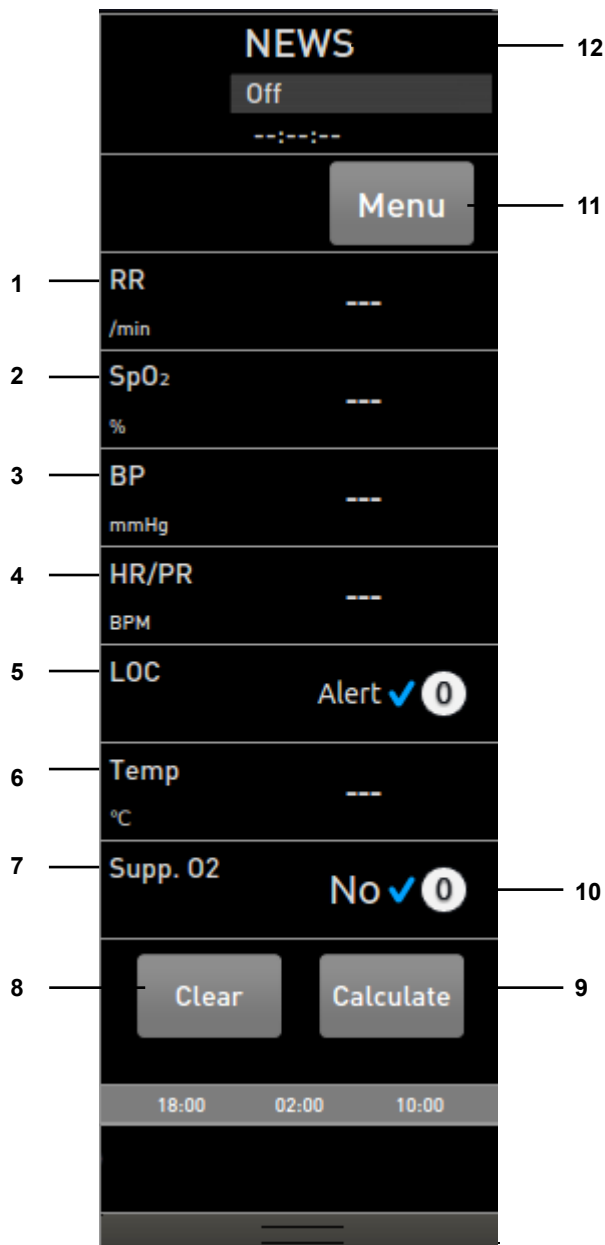 NEWS 12
Off
--:--:--
Menu 11
1 RR ---
/min
2 SpO₂ ---
%
3 BP ---
mmHg
4 HR/PR ---
BPM
5 LOC Alert ✓ 0
6 Temp ---
°C
7 Supp. O2 No ✓ 0 10
8 Clear Calculate 9
18:00 02:00 10:00